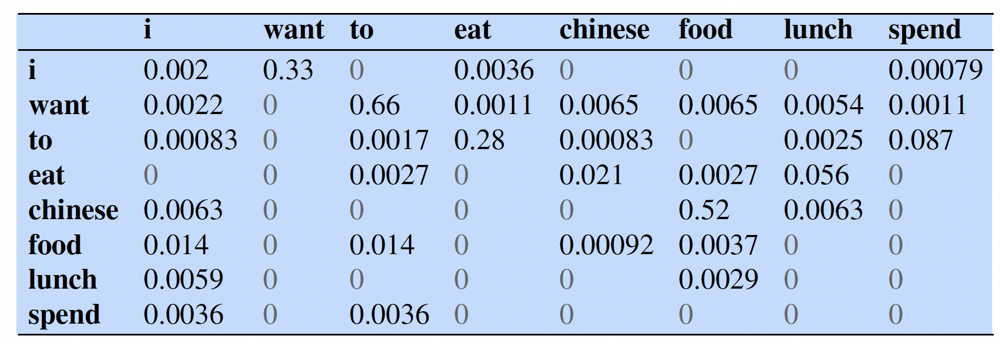 i want to eat chinese food lunch spend
i 0.002 0.33 0 0.0036 0 0 0 0.00079
want 0.0022 0 0.66 0.0011 0.0065 0.0065 0.0054 0.0011
to 0.00083 0 0.0017 0.28 0.00083 0 0.0025 0.087
eat 0 0 0.0027 0 0.021 0.0027 0.056 0
chinese 0.0063 0 0 0 0 0.52 0.0063 0
food 0.014 0 0.014 0 0.00092 0.0037 0 0
lunch 0.0059 0 0 0 0 0.0029 0 0
spend 0.0036 0 0.0036 0 0 0 0 0